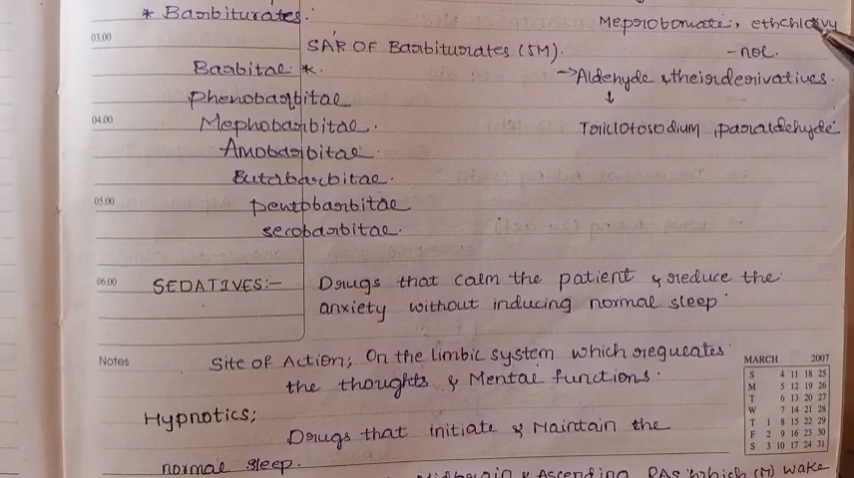 * Barbiturates:
Meprobomate, ethchlorvy
-nol.
03.00
SAR OF Barbiturates (SM).
Barbital *.
→Aldehyde & their derivatives.
↓
phenobarbital
04.00
Mephobarbital.
Triclofosodium, paraldehyde
Amobarbital.
Butabarbital.
05.00
pentobarbital
secobarbital.
06.00
SEDATIVES:-
Drugs that calm the patient & reduce the
anxiety without inducing normal sleep
Notes
Site of Action; On the limbic system which regulates
the thoughts & Mental functions.
Hypnotics;
Drugs that initiate & Maintain the
normal sleep.
Midbrain & Ascending RAS which (M) wake
MARCH 2007
S 4 11 18 25
M 5 12 19 26
T 6 13 20 27
W 7 14 21 28
T 1 8 15 22 29
F 2 9 16 23 30
S 3 10 17 24 31